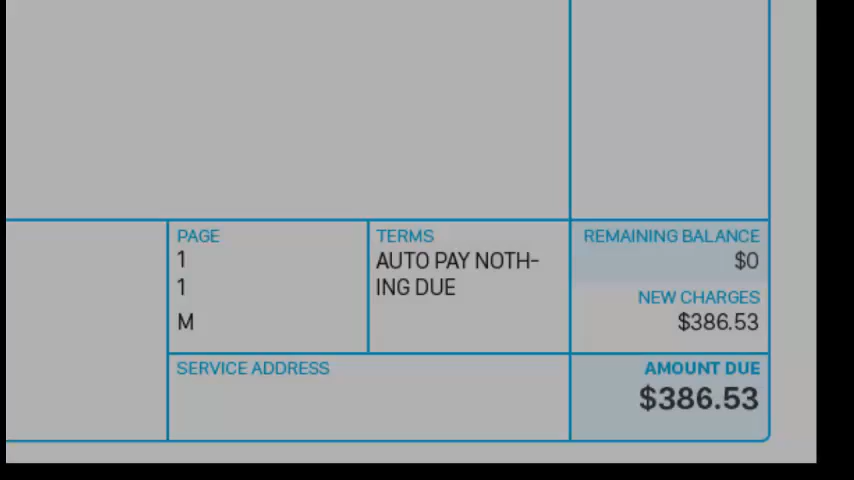 PAGE
1
1
M
TERMS
AUTO PAY NOTH-
ING DUE
REMAINING BALANCE
$0
NEW CHARGES
$386.53
SERVICE ADDRESS
AMOUNT DUE
$386.53